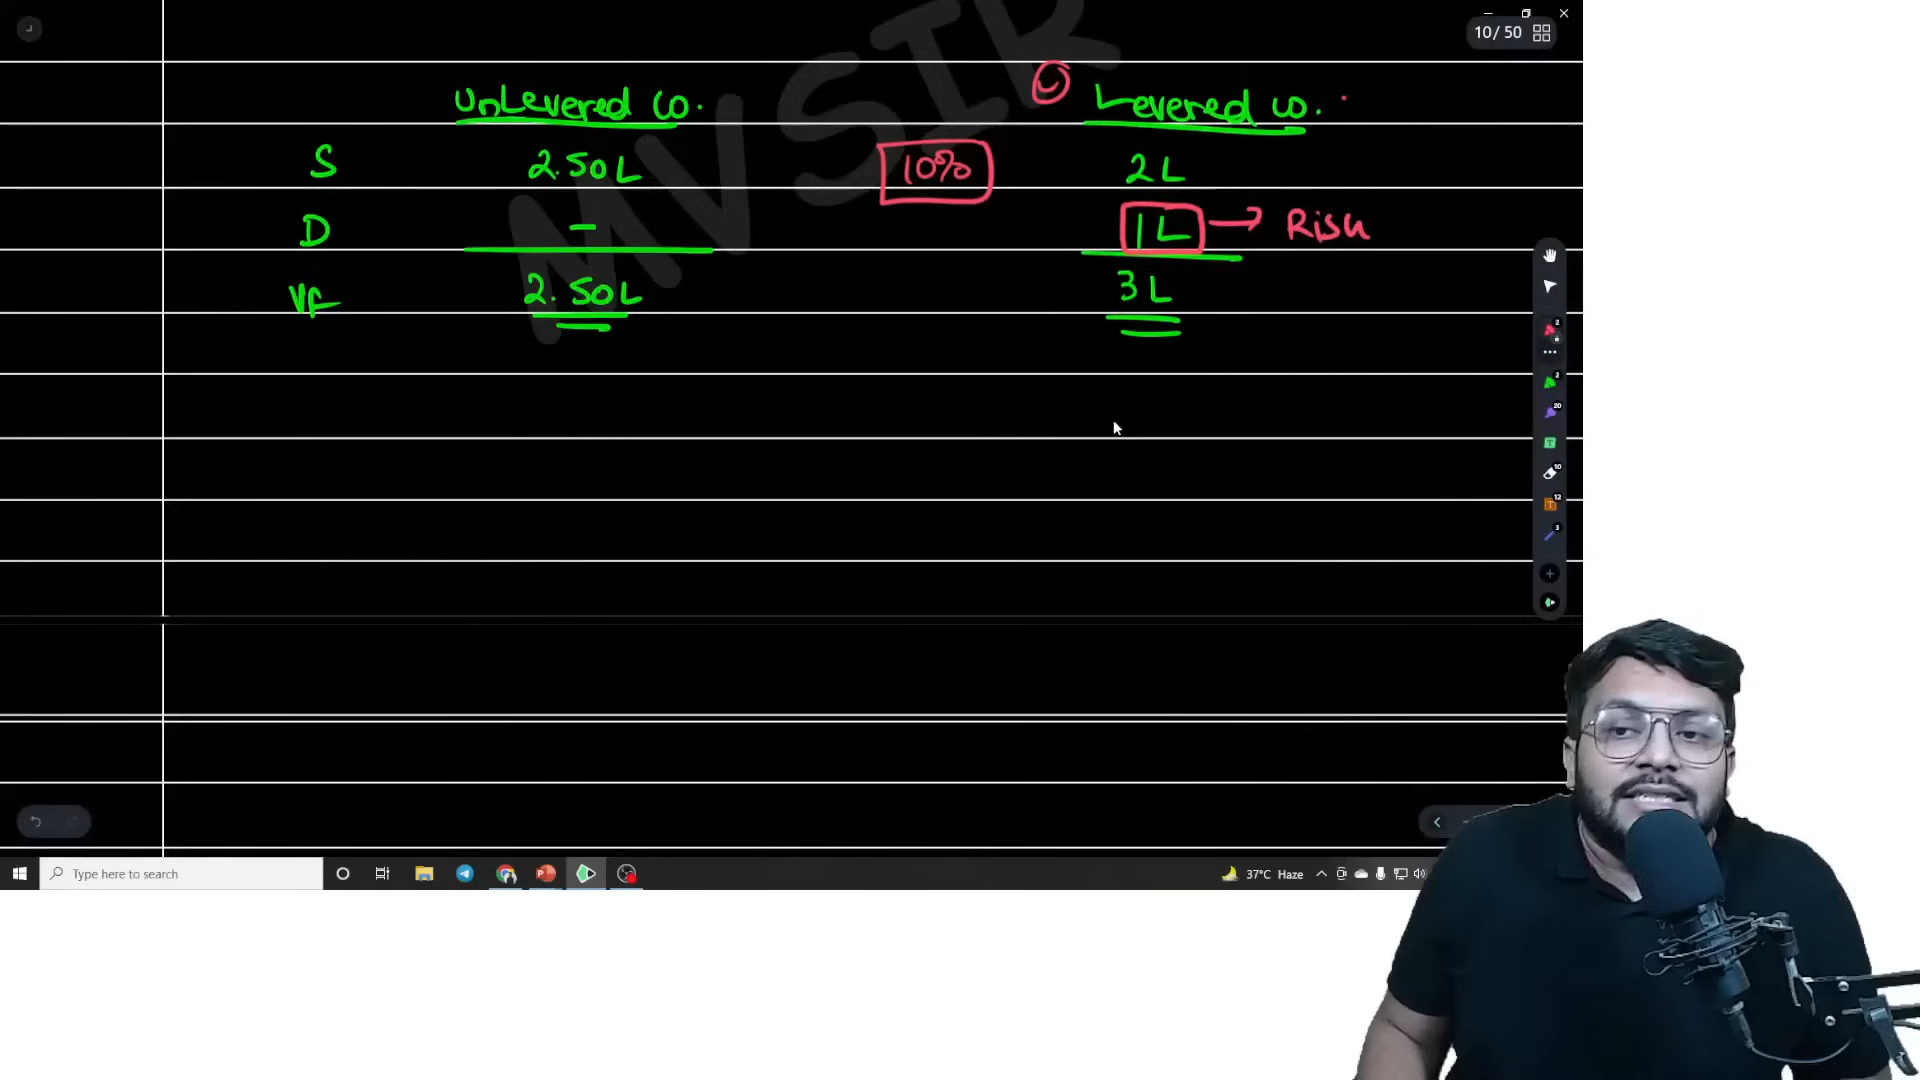 10/ 50
MVSIR
UnLevered Co. Levered co.
S 2.50L 10% 2L
D - 1L → Risk
VF 2.50L 3L
Type here to search 37°C Haze